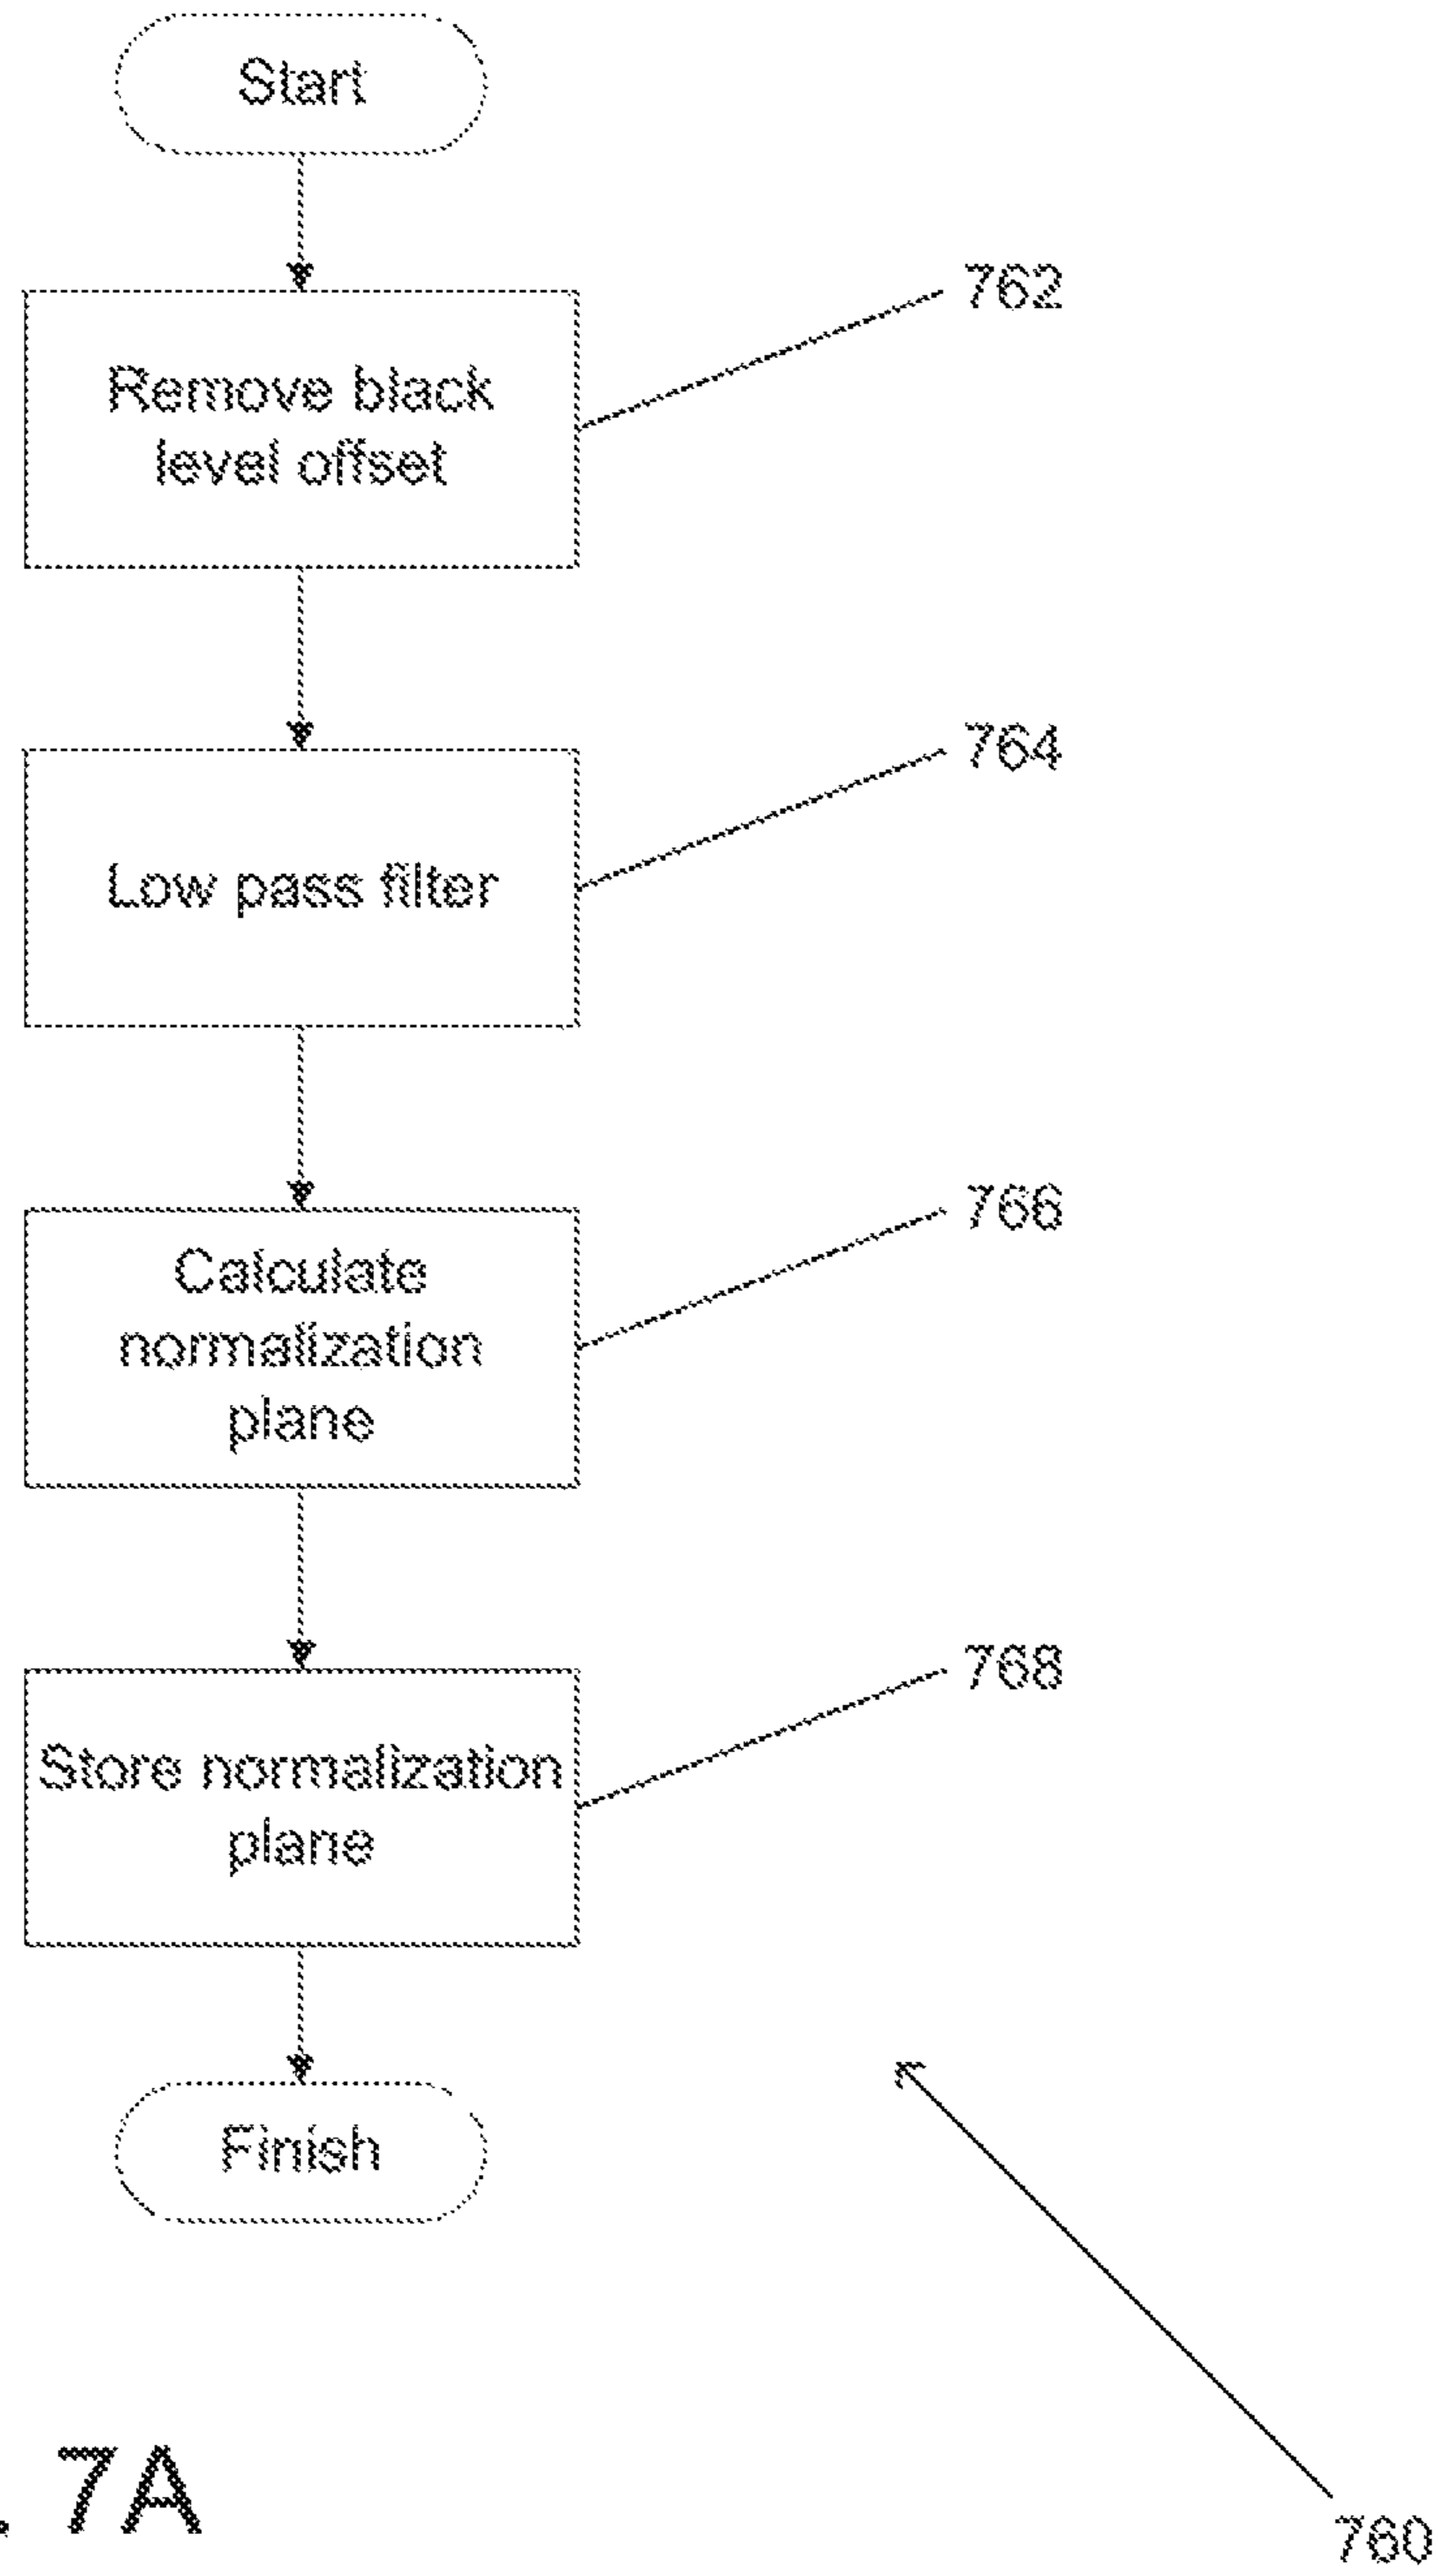 Start
762
Remove black
level offset
764
Low pass filter
766
Calculate
normalization
plane
768
Store normalization
plane
Finish
. 7A
760